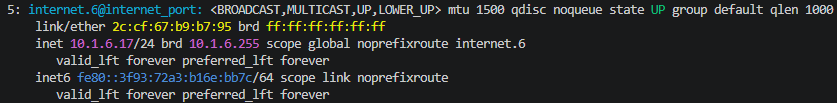 5: internet.6@internet_port: <BROADCAST,MULTICAST,UP,LOWER_UP> mtu 1500 qdisc noqueue state UP group default qlen 1000
link/ether 2c:cf:67:b9:b7:95 brd ff:ff:ff:ff:ff:ff
inet 10.1.6.17/24 brd 10.1.6.255 scope global noprefixroute internet.6
valid_lft forever preferred_lft forever
inet6 fe80::3f93:72a3:b16e:bb7c/64 scope link noprefixroute
valid_lft forever preferred_lft forever